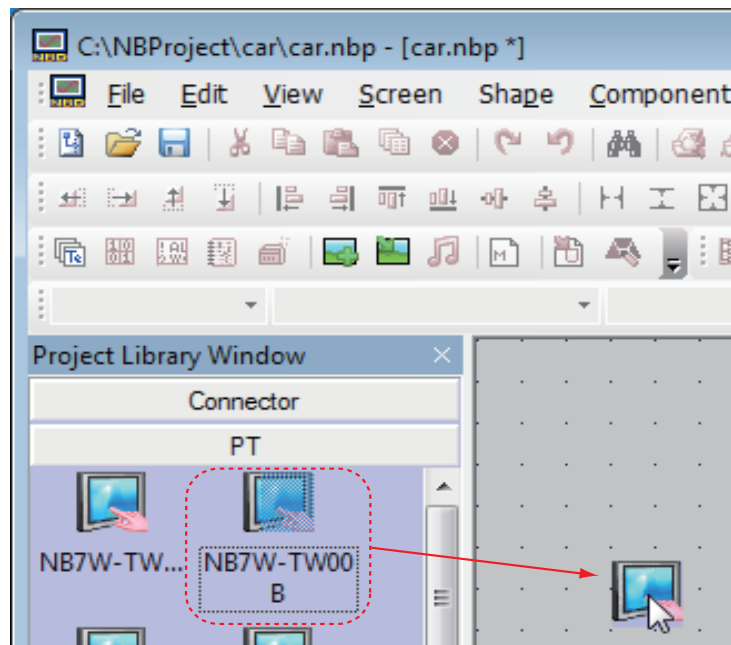 C:\NBProject\car\car.nbp - [car.nbp *]
File Edit View Screen Shape Component
Project Library Window
Connector
PT
NB7W-TW... NB7W-TW00
B